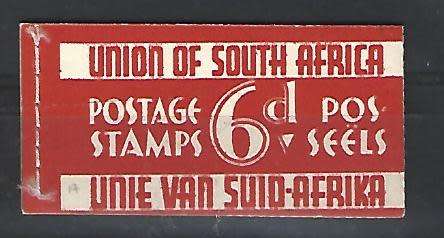 UNION OF SOUTH AFRICA
POSTAGE 6d POS
STAMPS SEËLS
UNIE VAN SUID-AFRIKA